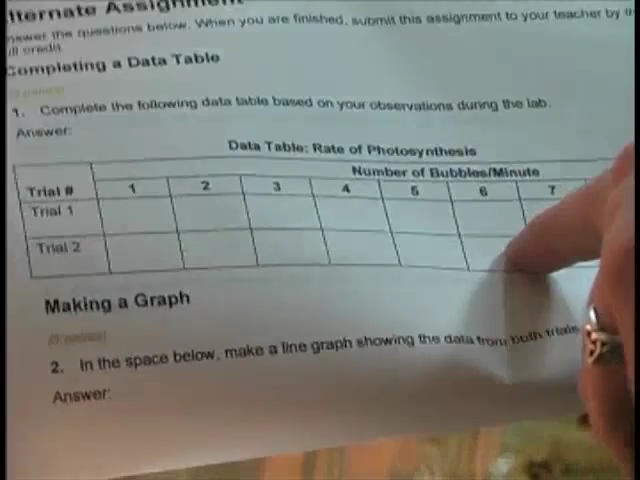 lternate Assignment
nswer the questions below. When you are finished, submit this assignment to your teacher by th
ull credit.
Completing a Data Table
1. Complete the following data table based on your observations during the lab.
Answer:
Data Table: Rate of Photosynthesis
Number of Bubbles/Minute
Trial # 1 2 3 4 5 6 7
Trial 1
Trial 2
Making a Graph
2. In the space below, make a line graph showing the data from both trials
Answer: